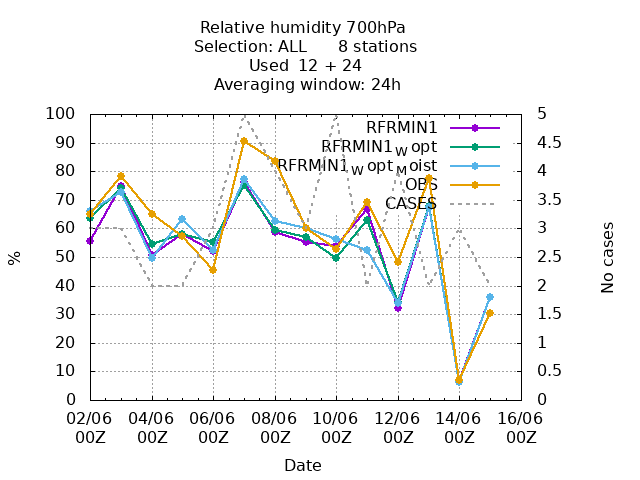 Relative humidity 700hPa
Selection: ALL      8 stations
Used  12 + 24
Averaging window: 24h
100
90
80
70
60
50
40
30
20
10
0
%
5
4.5
4
3.5
3
2.5
2
1.5
1
0.5
0
No cases
RFRMIN1
RFRMIN1_W opt
RFRMIN1_W opt_M oist
OBS
CASES
02/06 04/06 06/06 08/06 10/06 12/06 14/06 16/06
00Z 00Z 00Z 00Z 00Z 00Z 00Z 00Z
Date